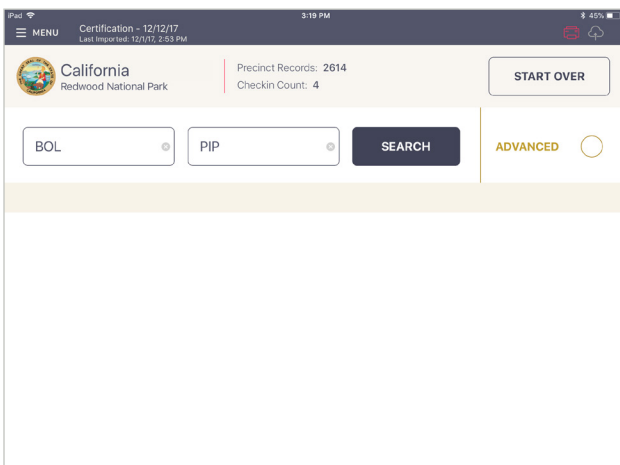 iPad 3:19 PM 45%
MENU Certification - 12/12/17
Last Imported: 12/1/17, 2:53 PM
California
Redwood National Park
Precinct Records: 2614
Checkin Count: 4
START OVER
BOL PIP SEARCH ADVANCED